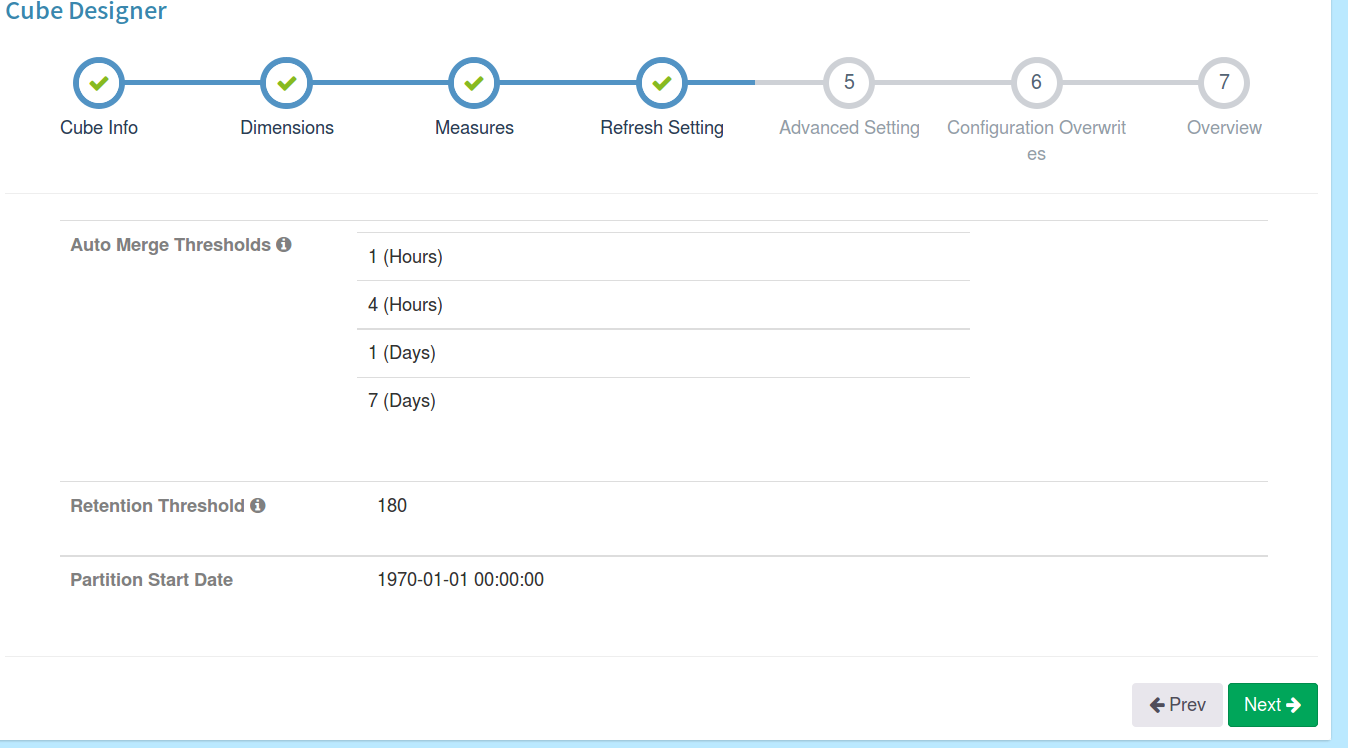 Cube Designer
5
6
7
Cube Info
Dimensions
Measures
Refresh Setting
Advanced Setting
Configuration Overwrit
es
Overview
Auto Merge Thresholds
1 (Hours)
4 (Hours)
1 (Days)
7 (Days)
Retention Threshold
180
Partition Start Date
1970-01-01 00:00:00
Prev
Next